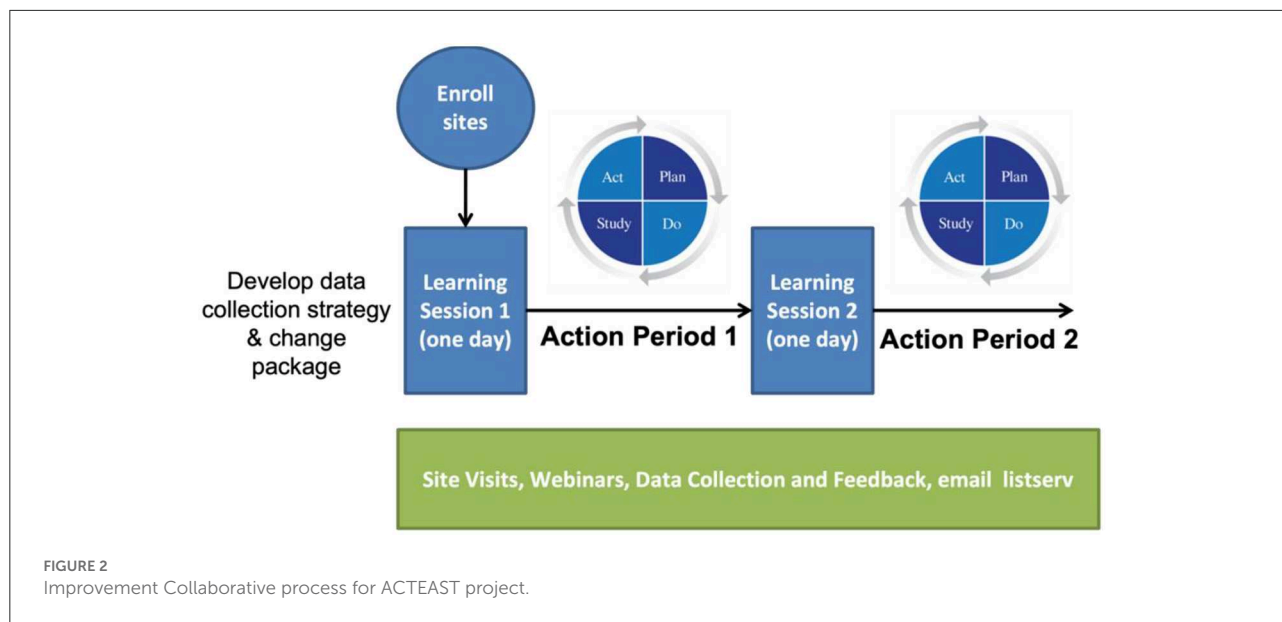 Enroll
sites
Act
Plan
Study
Do
Act
Plan
Study
Do
Develop data
collection strategy
& change
package
Learning
Session 1
(one day)
Action Period 1
Learning
Session 2
(one day)
Action Period 2
Site Visits, Webinars, Data Collection and Feedback, email listserv
FIGURE 2
Improvement Collaborative process for ACTEAST project.